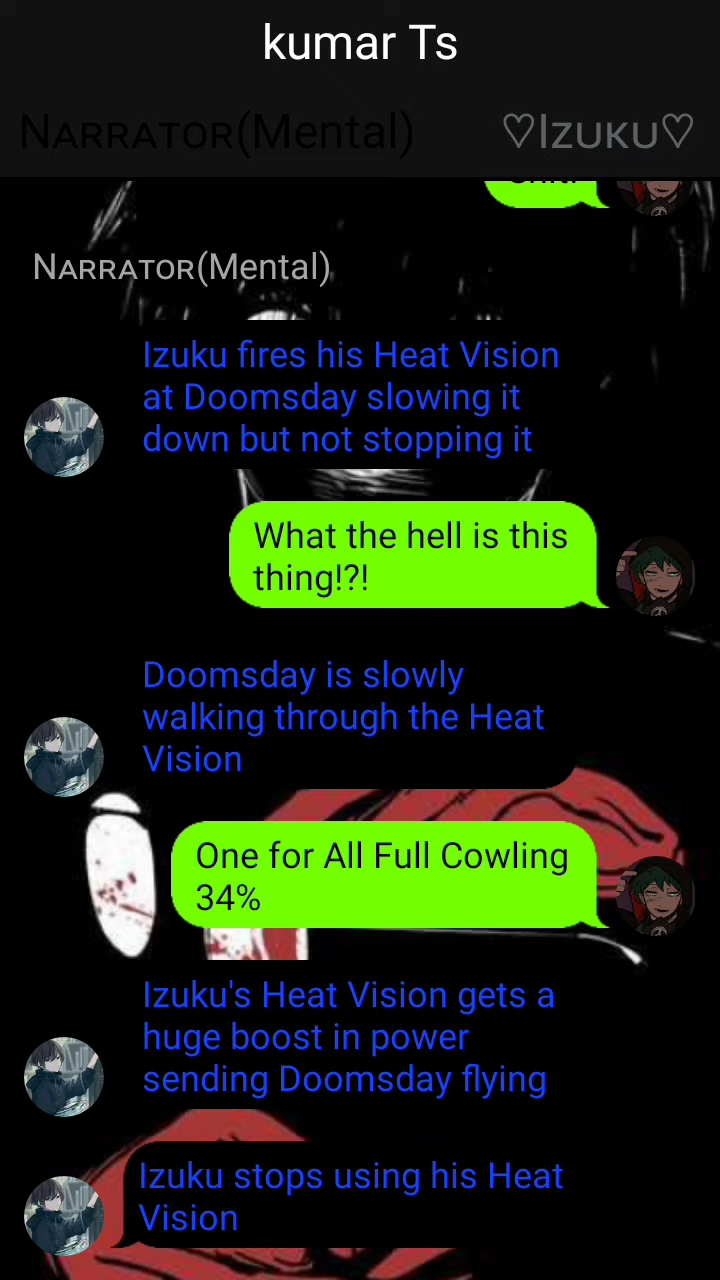 kumar Ts
Narrator(Mental)
♡Izuku♡
Narrator(Mental)
Izuku fires his Heat Vision
at Doomsday slowing it
down but not stopping it
What the hell is this
thing!?!
Doomsday is slowly
walking through the Heat
Vision
One for All Full Cowling
34%
Izuku's Heat Vision gets a
huge boost in power
sending Doomsday flying
Izuku stops using his Heat
Vision